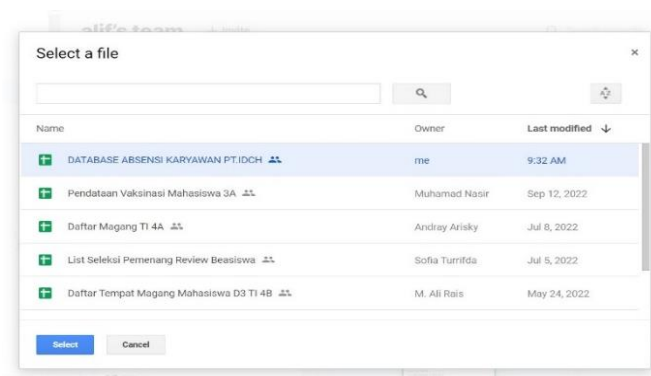 alif's team + Invite
Select a file ×
Name Owner Last modified ↓
DATABASE ABSENSI KARYAWAN PT.IDCH me 9:32 AM
Pendataan Vaksinasi Mahasiswa 3A Muhamad Nasir Sep 12, 2022
Daftar Magang TI 4A Andray Arisky Jul 8, 2022
List Seleksi Pemenang Review Beasiswa Sofia Turrifda Jul 5, 2022
Daftar Tempat Magang Mahasiswa D3 TI 4B M. Ali Rais May 24, 2022
Select Cancel